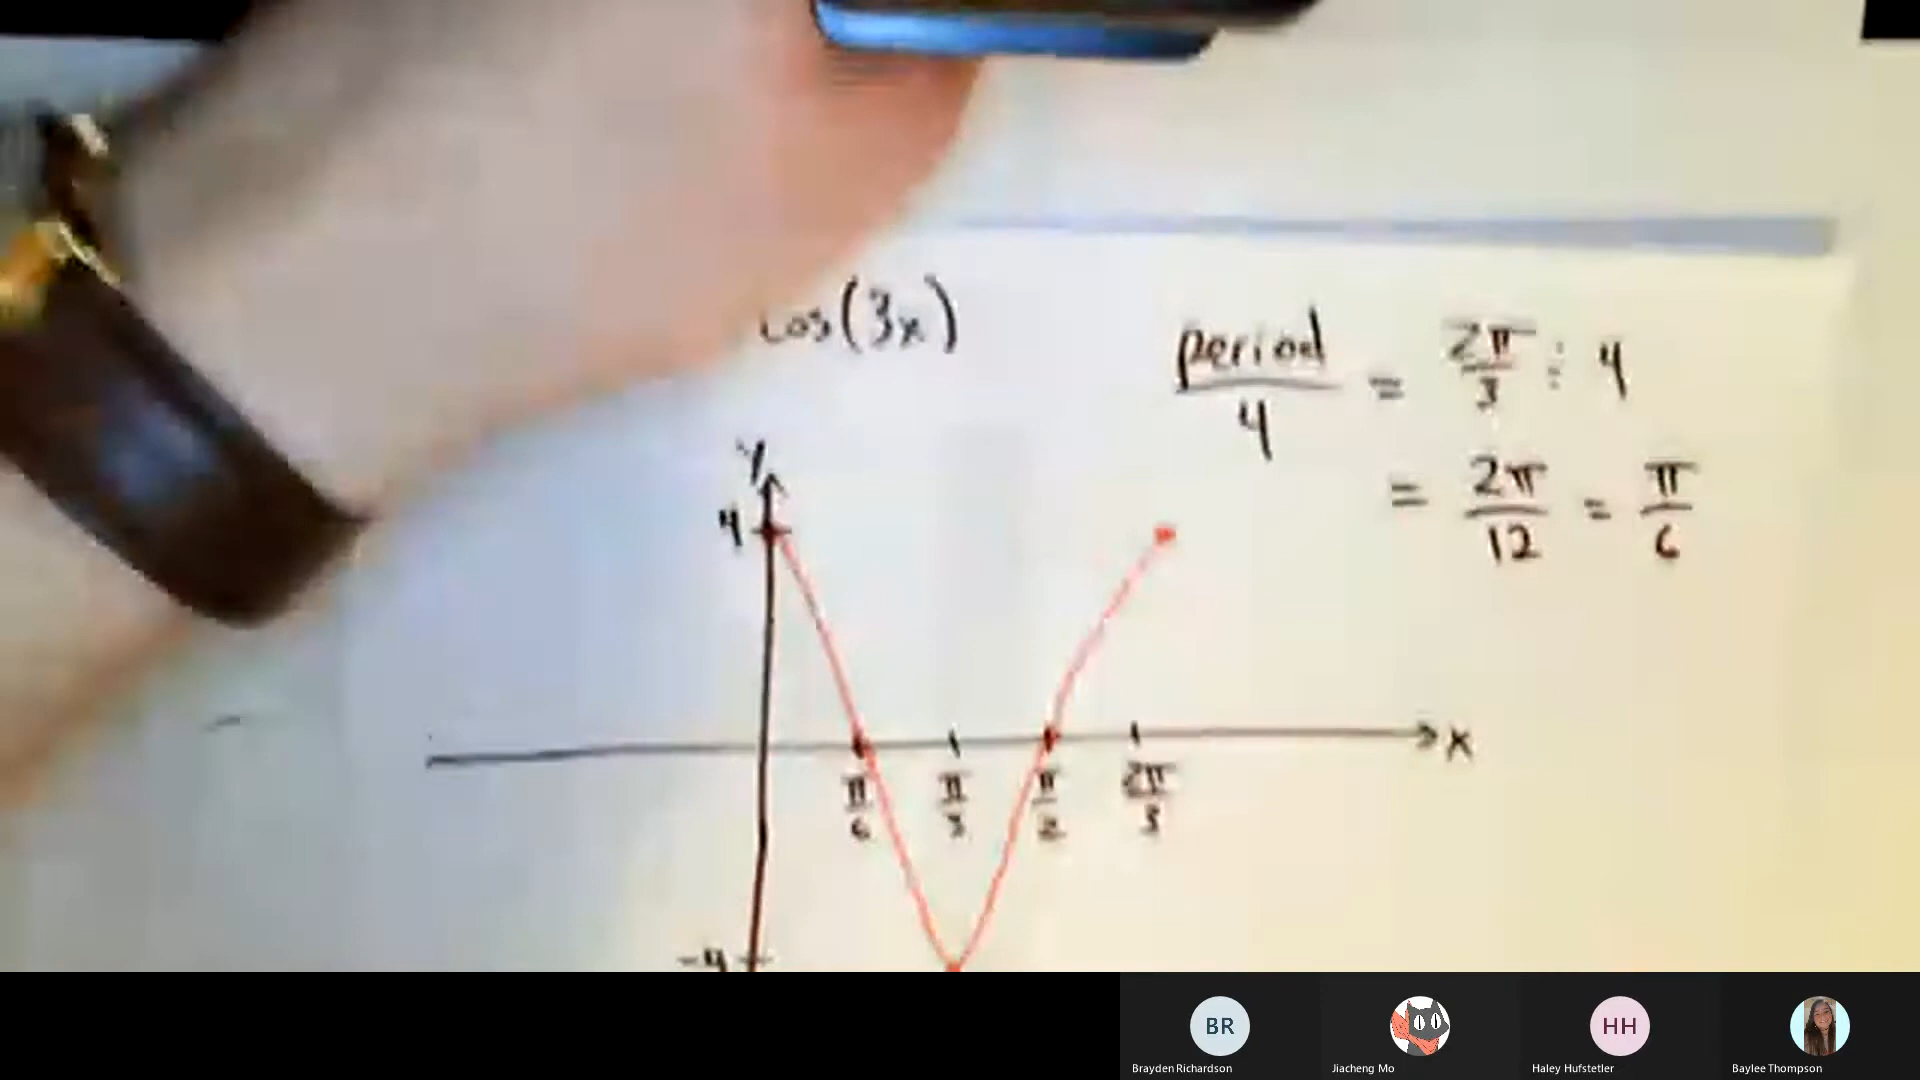 cos(3x)
period/4 = 2π/3 ÷ 4
= 2π/12 = π/6
y
4
x
π/6 π/3 π/2 2π/3
-4
BR HH
Brayden Richardson Jiacheng Mo Haley Hufstetler Baylee Thompson